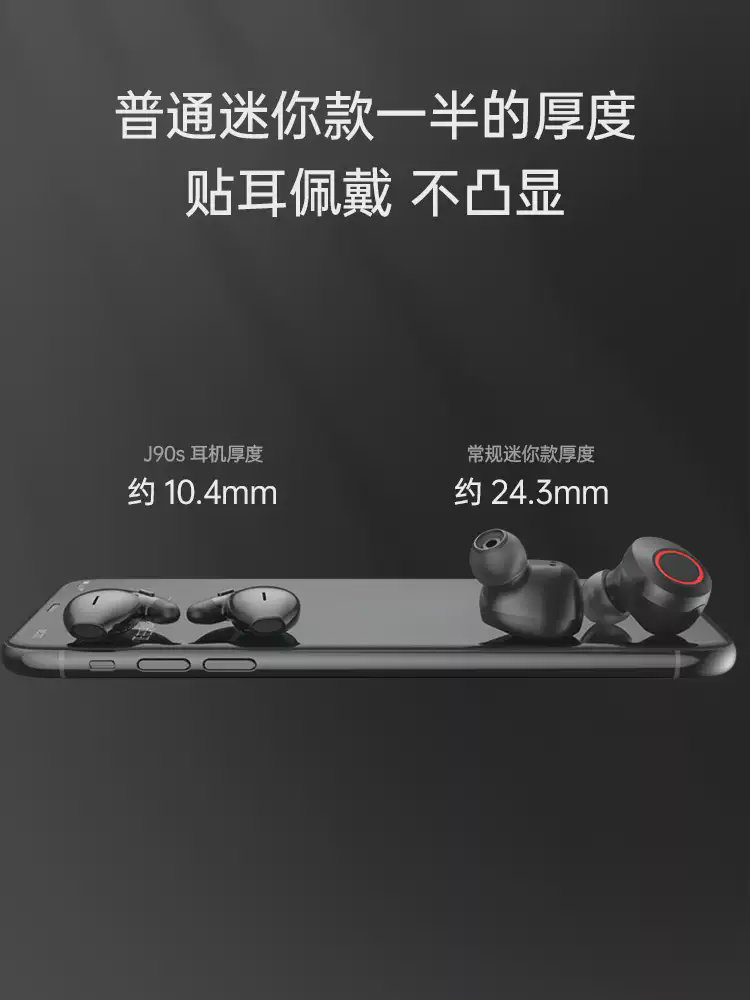 普通迷你款一半的厚度
贴耳佩戴 不凸显
J90s 耳机厚度
约 10.4mm
常规迷你款厚度
约 24.3mm